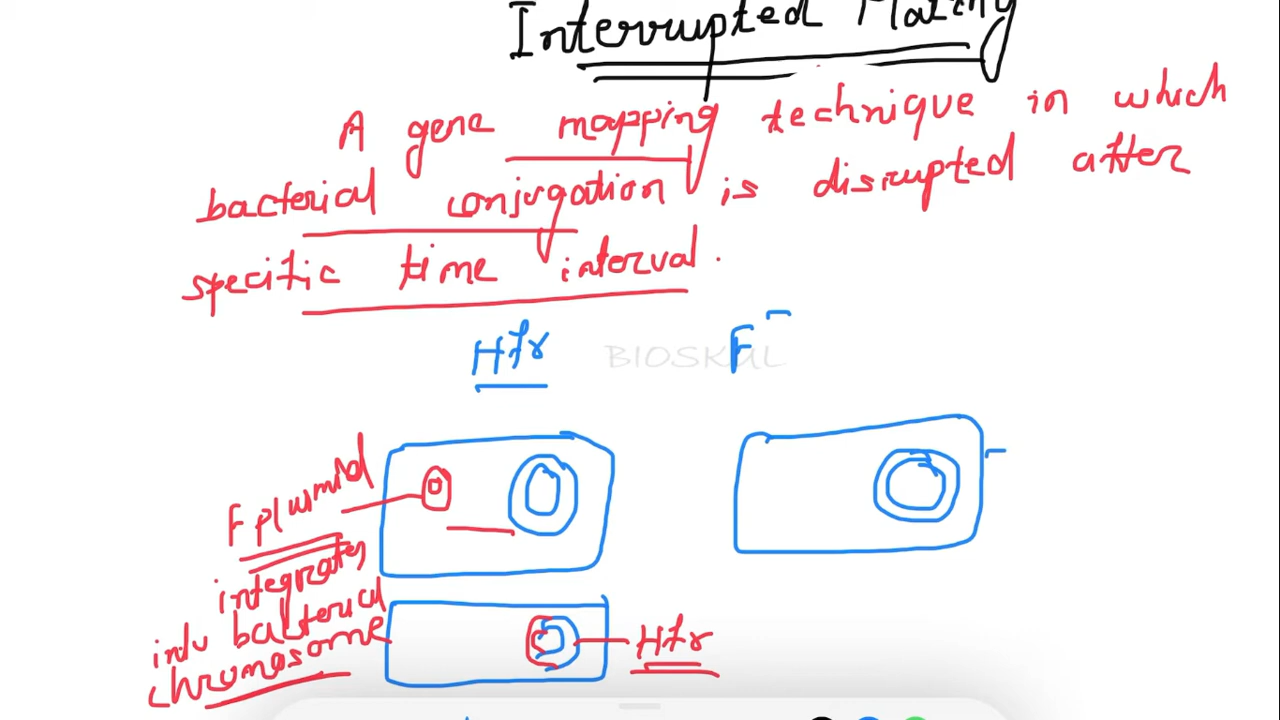 Interrupted Mating
A gene mapping technique in which
bacterial conjugation is disrupted after
specific time interval.
Hfr
F⁻
BIOSKUL
F plasmid
integrates
into bacterial
chromosome
Hfr